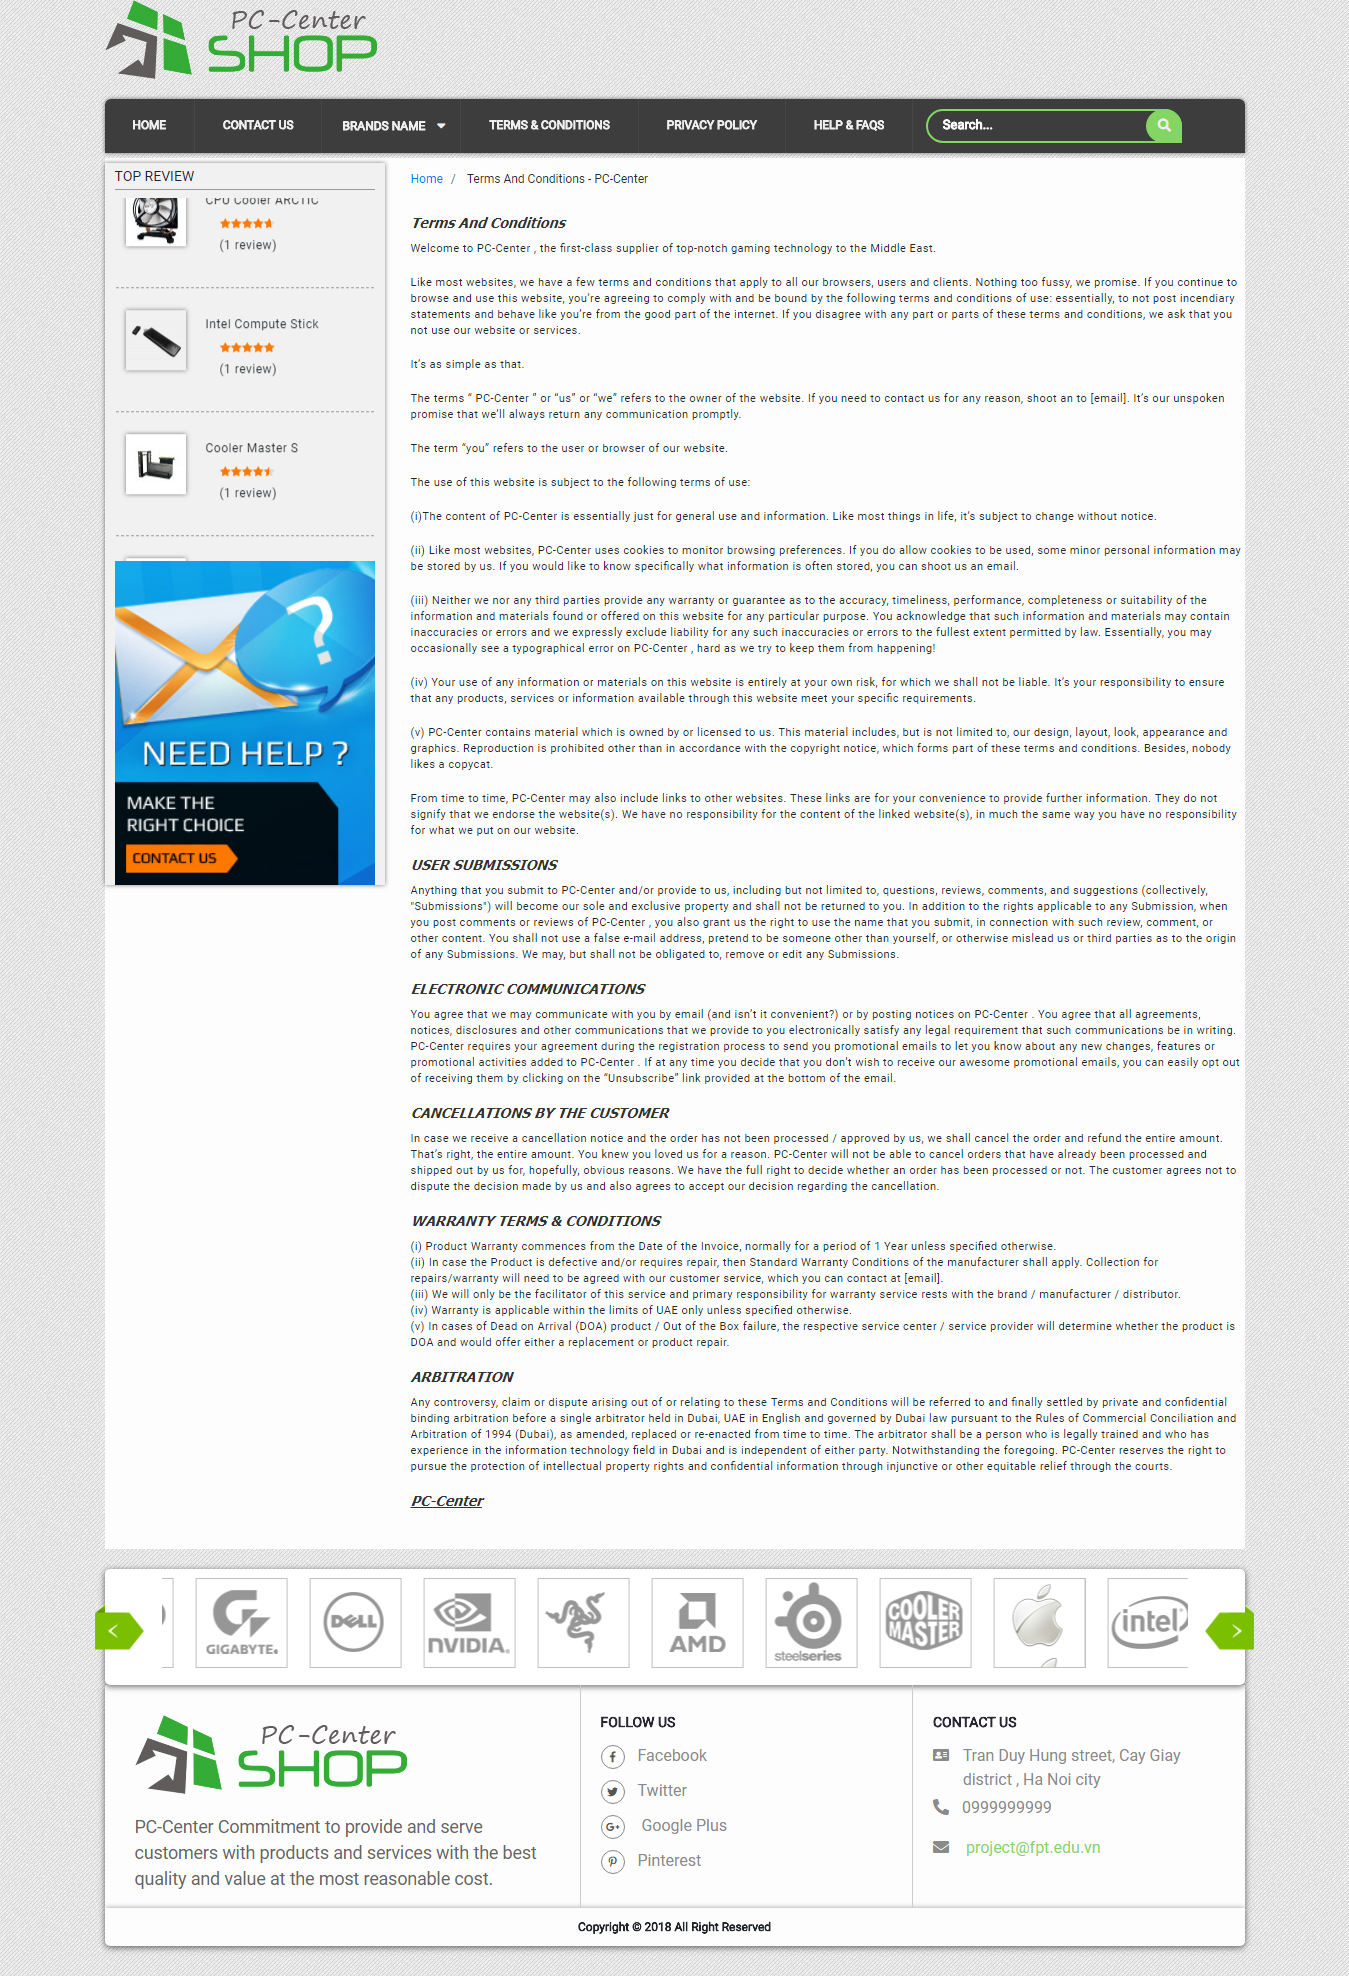 PC-Center
SHOP
HOME
CONTACT US
BRANDS NAME
TERMS & CONDITIONS
PRIVACY POLICY
HELP & FAQS
Search...
TOP REVIEW
CPU Cooler ARCTIC
(1 review)
Intel Compute Stick
(1 review)
Cooler Master S
(1 review)
?
NEED HELP ?
MAKE THE
RIGHT CHOICE
CONTACT US
Home / Terms And Conditions - PC-Center
Terms And Conditions
Welcome to PC-Center , the first-class supplier of top-notch gaming technology to the Middle East.
Like most websites, we have a few terms and conditions that apply to all our browsers, users and clients. Nothing too fussy, we promise. If you continue to
browse and use this website, you’re agreeing to comply with and be bound by the following terms and conditions of use: essentially, to not post incendiary
statements and behave like you’re from the good part of the internet. If you disagree with any part or parts of these terms and conditions, we ask that you
not use our website or services.
It’s as simple as that.
The terms “ PC-Center ” or “us” or “we” refers to the owner of the website. If you need to contact us for any reason, shoot an to [email]. It’s our unspoken
promise that we’ll always return any communication promptly.
The term “you” refers to the user or browser of our website.
The use of this website is subject to the following terms of use:
(i)The content of PC-Center is essentially just for general use and information. Like most things in life, it’s subject to change without notice.
(ii) Like most websites, PC-Center uses cookies to monitor browsing preferences. If you do allow cookies to be used, some minor personal information may
be stored by us. If you would like to know specifically what information is often stored, you can shoot us an email.
(iii) Neither we nor any third parties provide any warranty or guarantee as to the accuracy, timeliness, performance, completeness or suitability of the
information and materials found or offered on this website for any particular purpose. You acknowledge that such information and materials may contain
inaccuracies or errors and we expressly exclude liability for any such inaccuracies or errors to the fullest extent permitted by law. Essentially, you may
occasionally see a typographical error on PC-Center , hard as we try to keep them from happening!
(iv) Your use of any information or materials on this website is entirely at your own risk, for which we shall not be liable. It’s your responsibility to ensure
that any products, services or information available through this website meet your specific requirements.
(v) PC-Center contains material which is owned by or licensed to us. This material includes, but is not limited to, our design, layout, look, appearance and
graphics. Reproduction is prohibited other than in accordance with the copyright notice, which forms part of these terms and conditions. Besides, nobody
likes a copycat.
From time to time, PC-Center may also include links to other websites. These links are for your convenience to provide further information. They do not
signify that we endorse the website(s). We have no responsibility for the content of the linked website(s), in much the same way you have no responsibility
for what we put on our website.
USER SUBMISSIONS
Anything that you submit to PC-Center and/or provide to us, including but not limited to, questions, reviews, comments, and suggestions (collectively,
"Submissions") will become our sole and exclusive property and shall not be returned to you. In addition to the rights applicable to any Submission, when
you post comments or reviews of PC-Center , you also grant us the right to use the name that you submit, in connection with such review, comment, or
other content. You shall not use a false e-mail address, pretend to be someone other than yourself, or otherwise mislead us or third parties as to the origin
of any Submissions. We may, but shall not be obligated to, remove or edit any Submissions.
ELECTRONIC COMMUNICATIONS
You agree that we may communicate with you by email (and isn’t it convenient?) or by posting notices on PC-Center . You agree that all agreements,
notices, disclosures and other communications that we provide to you electronically satisfy any legal requirement that such communications be in writing.
PC-Center requires your agreement during the registration process to send you promotional emails to let you know about any new changes, features or
promotional activities added to PC-Center . If at any time you decide that you don’t wish to receive our awesome promotional emails, you can easily opt out
of receiving them by clicking on the “Unsubscribe” link provided at the bottom of the email.
CANCELLATIONS BY THE CUSTOMER
In case we receive a cancellation notice and the order has not been processed / approved by us, we shall cancel the order and refund the entire amount.
That’s right, the entire amount. You knew you loved us for a reason. PC-Center will not be able to cancel orders that have already been processed and
shipped out by us for, hopefully, obvious reasons. We have the full right to decide whether an order has been processed or not. The customer agrees not to
dispute the decision made by us and also agrees to accept our decision regarding the cancellation.
WARRANTY TERMS & CONDITIONS
(i) Product Warranty commences from the Date of the Invoice, normally for a period of 1 Year unless specified otherwise.
(ii) In case the Product is defective and/or requires repair, then Standard Warranty Conditions of the manufacturer shall apply. Collection for
repairs/warranty will need to be agreed with our customer service, which you can contact at [email].
(iii) We will only be the facilitator of this service and primary responsibility for warranty service rests with the brand / manufacturer / distributor.
(iv) Warranty is applicable within the limits of UAE only unless specified otherwise.
(v) In cases of Dead on Arrival (DOA) product / Out of the Box failure, the respective service center / service provider will determine whether the product is
DOA and would offer either a replacement or product repair.
ARBITRATION
Any controversy, claim or dispute arising out of or relating to these Terms and Conditions will be referred to and finally settled by private and confidential
binding arbitration before a single arbitrator held in Dubai, UAE in English and governed by Dubai law pursuant to the Rules of Commercial Conciliation and
Arbitration of 1994 (Dubai), as amended, replaced or re-enacted from time to time. The arbitrator shall be a person who is legally trained and who has
experience in the information technology field in Dubai and is independent of either party. Notwithstanding the foregoing. PC-Center reserves the right to
pursue the protection of intellectual property rights and confidential information through injunctive or other equitable relief through the courts.
PC-Center
GIGABYTE
DELL
NVIDIA
AMD
steelseries
COOLER
MASTER
intel
PC-Center
SHOP
PC-Center Commitment to provide and serve
customers with products and services with the best
quality and value at the most reasonable cost.
FOLLOW US
Facebook
Twitter
Google Plus
Pinterest
CONTACT US
Tran Duy Hung street, Cay Giay
district , Ha Noi city
0999999999
project@fpt.edu.vn
Copyright © 2018 All Right Reserved